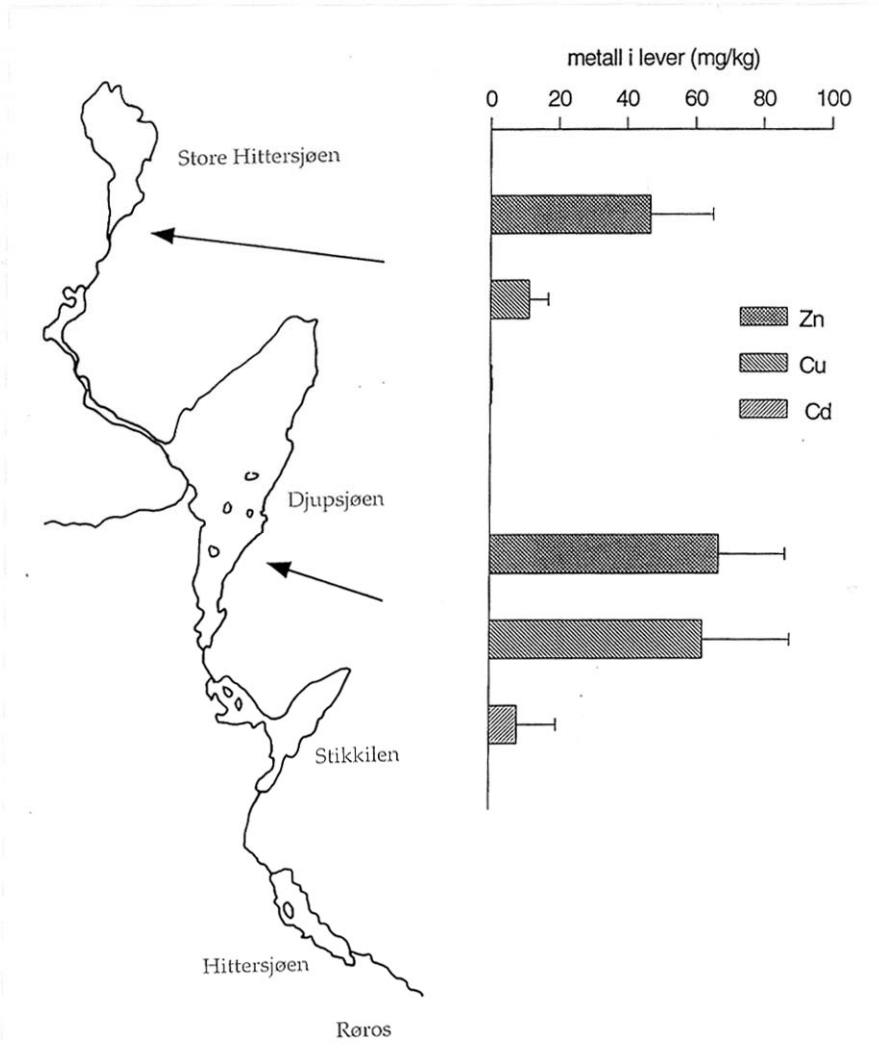 metall i lever (mg/kg)
0 20 40 60 80 100
Store Hittersjøen
Zn
Cu
Cd
Djupsjøen
Stikkilen
Hittersjøen
Røros